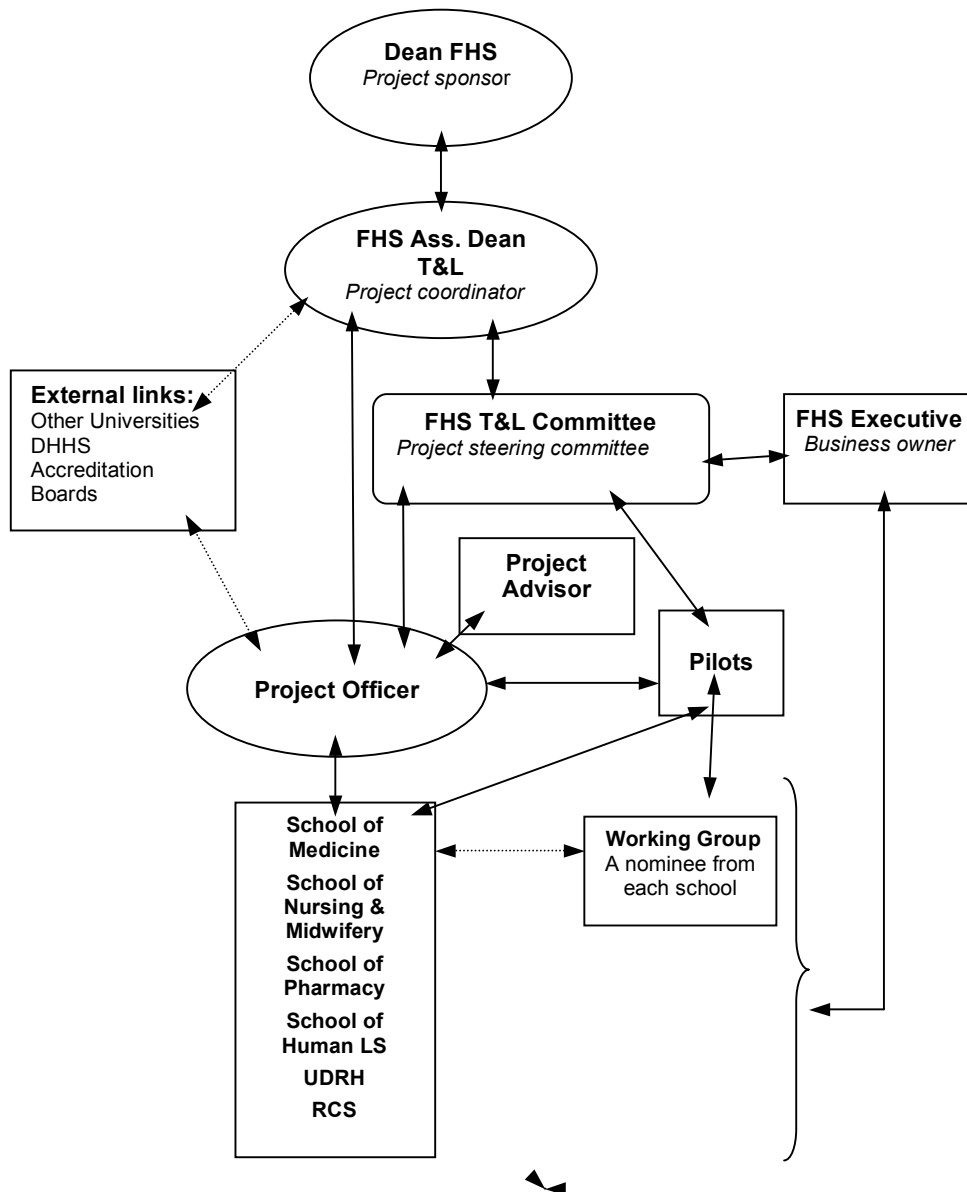 Dean FHS
Project sponsor
FHS Ass. Dean
T&L
Project coordinator
External links:
Other Universities
DHHS
Accreditation
Boards
FHS T&L Committee
Project steering committee
FHS Executive
Business owner
Project
Advisor
Pilots
Project Officer
School of
Medicine
School of
Nursing &
Midwifery
School of
Pharmacy
School of
Human LS
UDRH
RCS
Working Group
A nominee from
each school